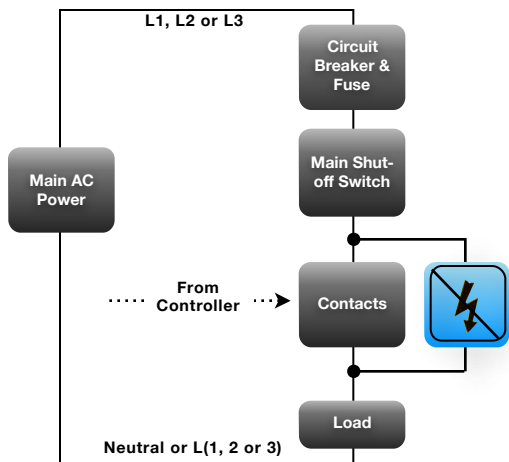 L1, L2 or L3
Circuit
Breaker &
Fuse
Main Shut-
off Switch
Main AC
Power
From
Controller
Contacts
Load
Neutral or L(1, 2 or 3)